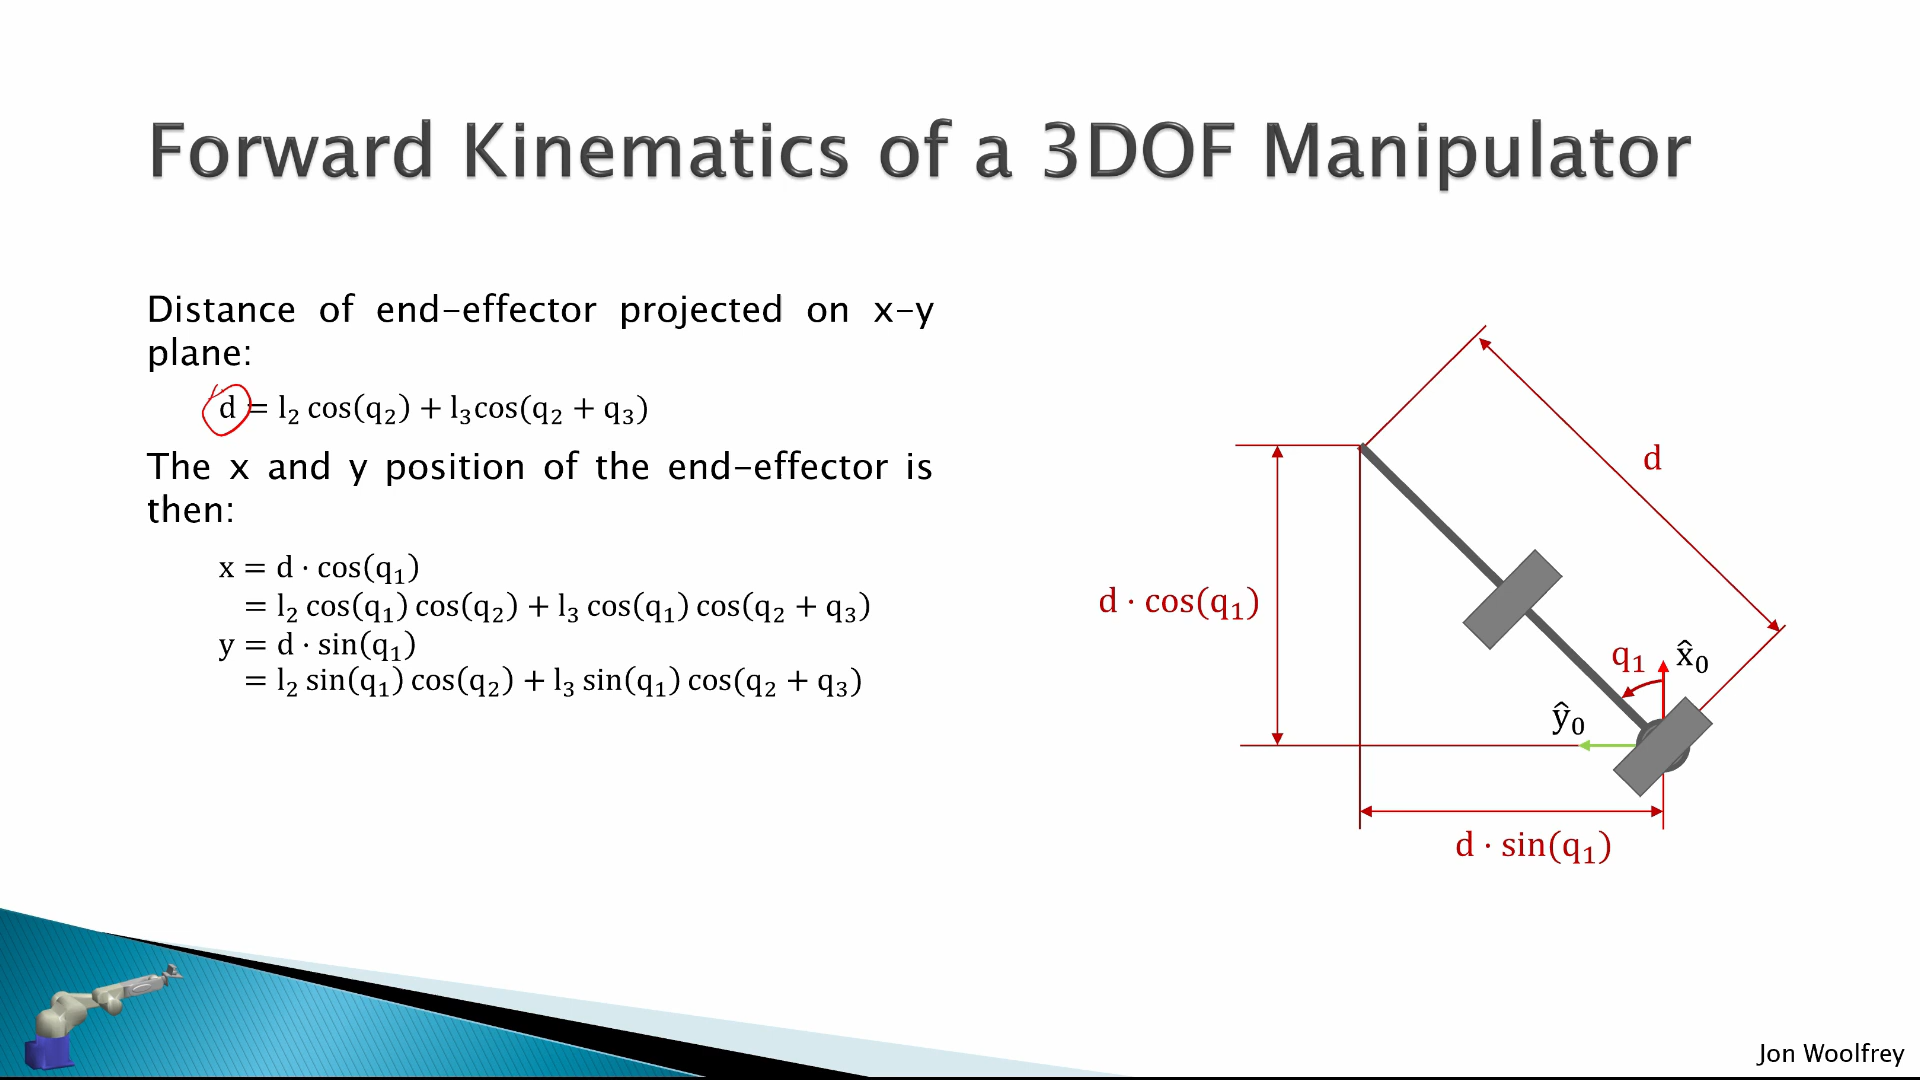 Forward Kinematics of a 3DOF Manipulator
Distance of end-effector projected on x-y
plane:
d = l₂ cos(q₂) + l₃cos(q₂ + q₃)
The x and y position of the end-effector is
then:
x = d · cos(q₁)
= l₂ cos(q₁) cos(q₂) + l₃ cos(q₁) cos(q₂ + q₃)
y = d · sin(q₁)
= l₂ sin(q₁) cos(q₂) + l₃ sin(q₁) cos(q₂ + q₃)
d
d · cos(q₁)
q₁ x̂₀
ŷ₀
d · sin(q₁)
Jon Woolfrey